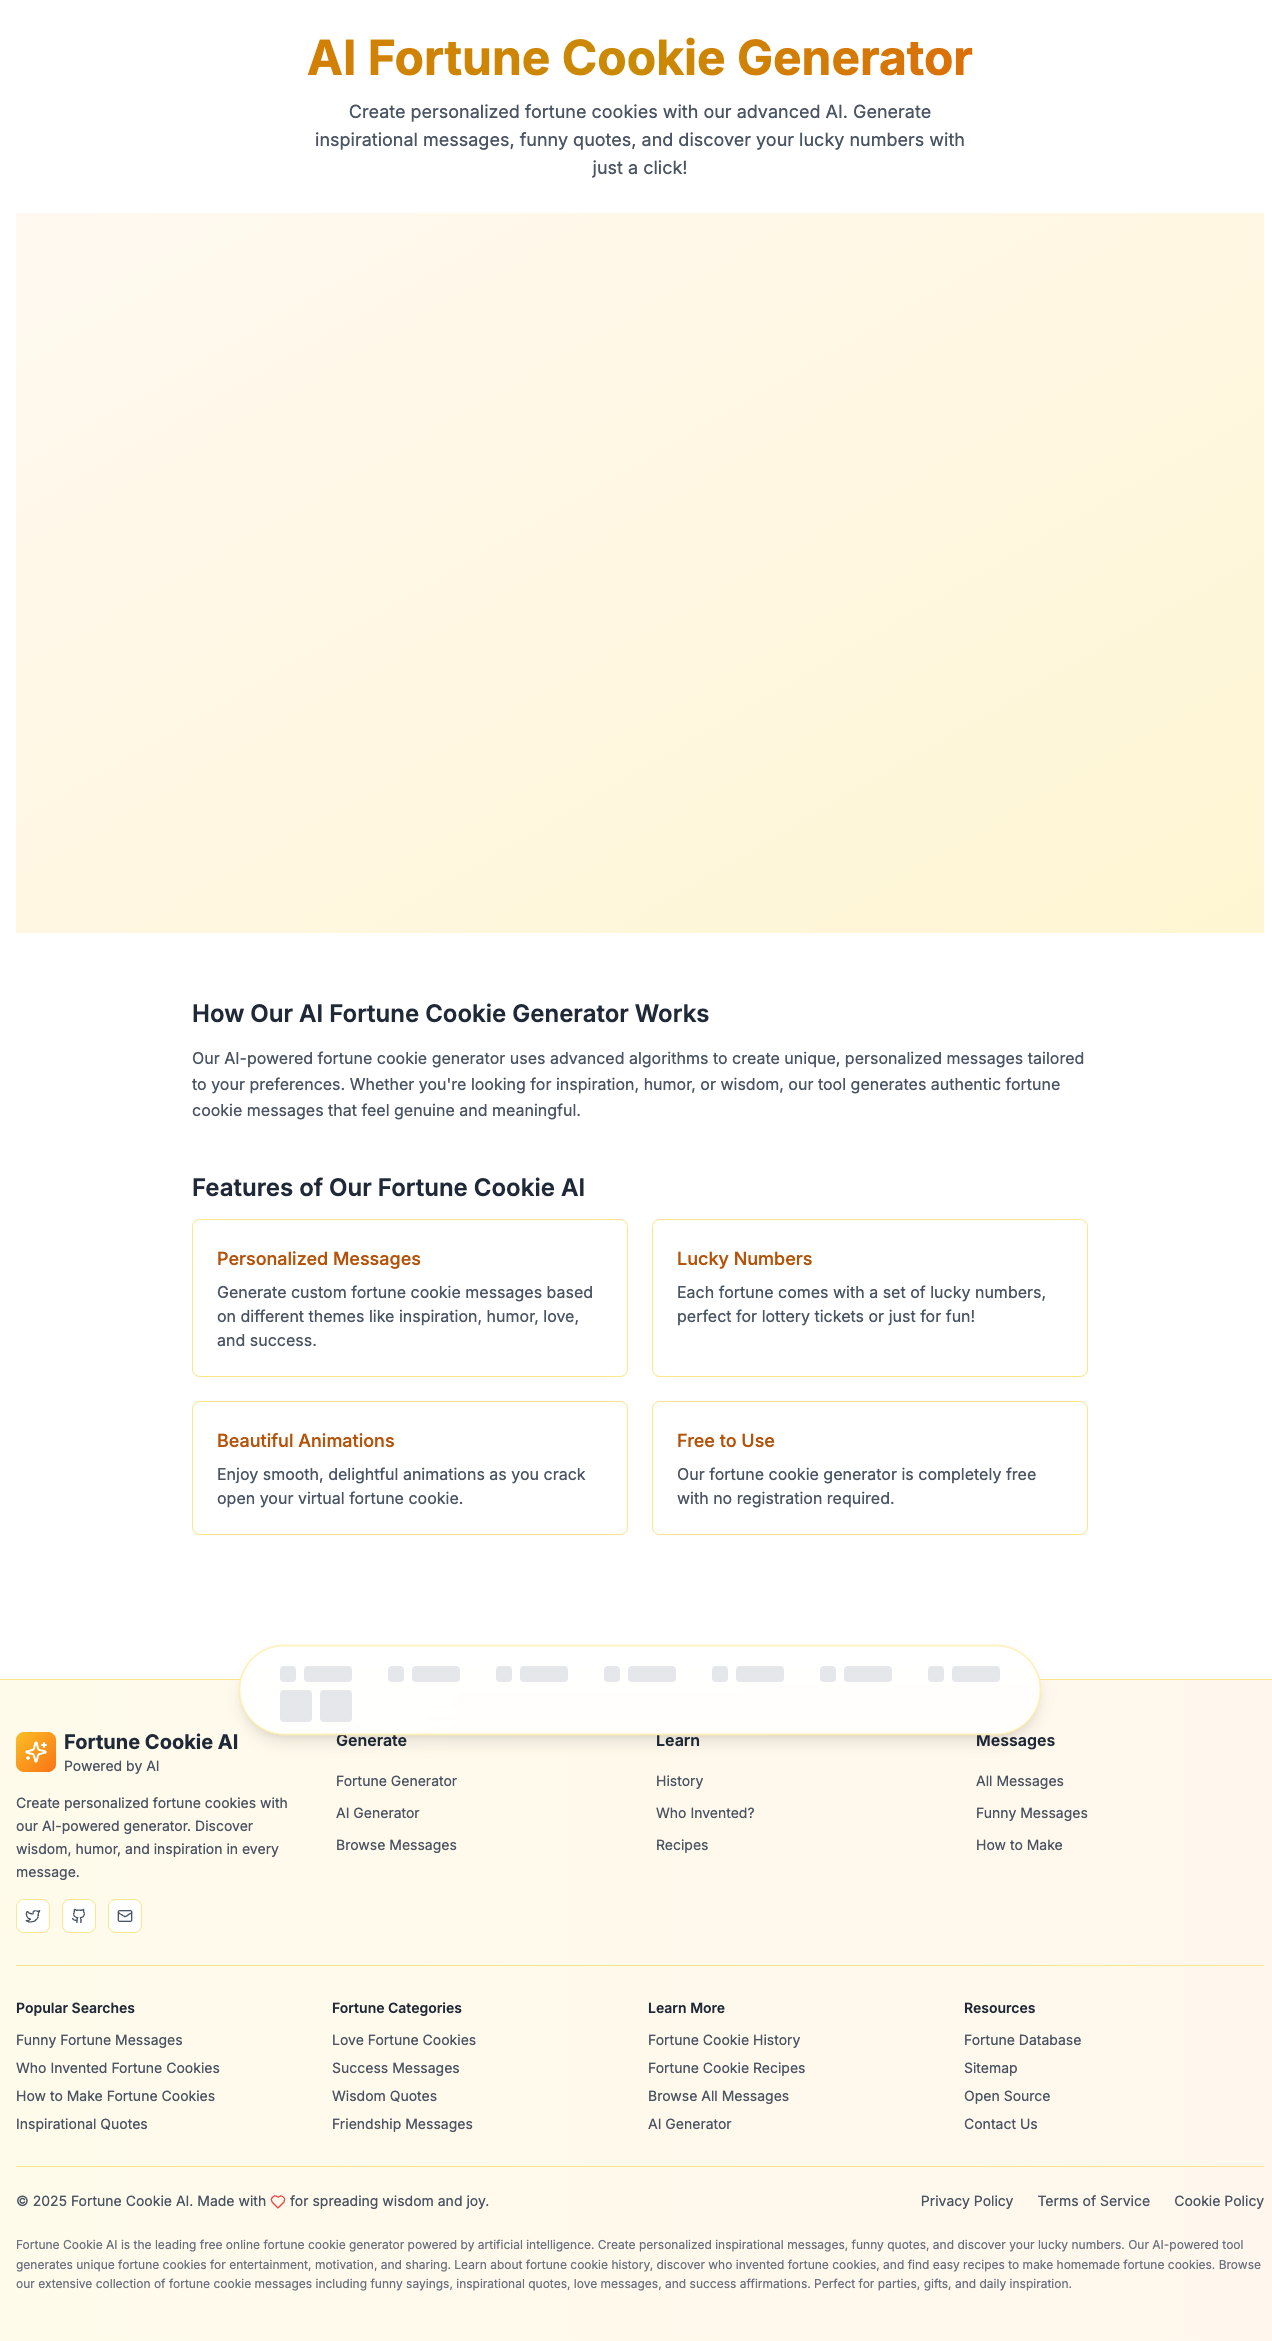 AI Fortune Cookie Generator
Create personalized fortune cookies with our advanced AI. Generate
inspirational messages, funny quotes, and discover your lucky numbers with
just a click!
How Our AI Fortune Cookie Generator Works
Our AI-powered fortune cookie generator uses advanced algorithms to create unique, personalized messages tailored
to your preferences. Whether you're looking for inspiration, humor, or wisdom, our tool generates authentic fortune
cookie messages that feel genuine and meaningful.
Features of Our Fortune Cookie AI
Personalized Messages
Generate custom fortune cookie messages based
on different themes like inspiration, humor, love,
and success.
Lucky Numbers
Each fortune comes with a set of lucky numbers,
perfect for lottery tickets or just for fun!
Beautiful Animations
Enjoy smooth, delightful animations as you crack
open your virtual fortune cookie.
Free to Use
Our fortune cookie generator is completely free
with no registration required.
Fortune Cookie AI
Powered by AI
Create personalized fortune cookies with
our AI-powered generator. Discover
wisdom, humor, and inspiration in every
message.
Generate
Fortune Generator
AI Generator
Browse Messages
Learn
History
Who Invented?
Recipes
Messages
All Messages
Funny Messages
How to Make
Popular Searches
Funny Fortune Messages
Who Invented Fortune Cookies
How to Make Fortune Cookies
Inspirational Quotes
Fortune Categories
Love Fortune Cookies
Success Messages
Wisdom Quotes
Friendship Messages
Learn More
Fortune Cookie History
Fortune Cookie Recipes
Browse All Messages
AI Generator
Resources
Fortune Database
Sitemap
Open Source
Contact Us
© 2025 Fortune Cookie AI. Made with for spreading wisdom and joy.
Privacy Policy Terms of Service Cookie Policy
Fortune Cookie AI is the leading free online fortune cookie generator powered by artificial intelligence. Create personalized inspirational messages, funny quotes, and discover your lucky numbers. Our AI-powered tool
generates unique fortune cookies for entertainment, motivation, and sharing. Learn about fortune cookie history, discover who invented fortune cookies, and find easy recipes to make homemade fortune cookies. Browse
our extensive collection of fortune cookie messages including funny sayings, inspirational quotes, love messages, and success affirmations. Perfect for parties, gifts, and daily inspiration.